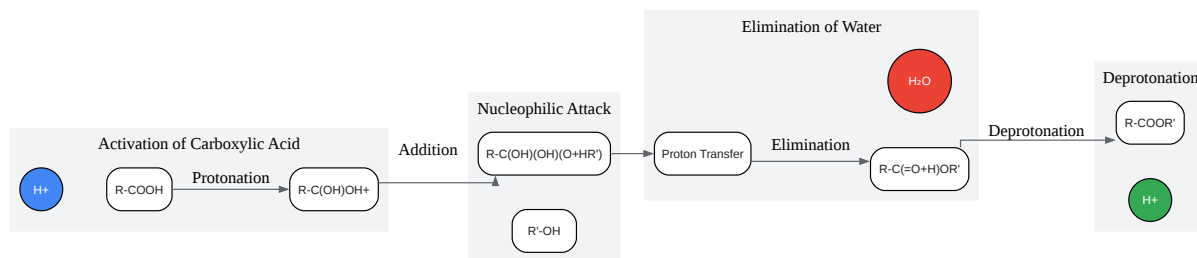 Activation of Carboxylic Acid
H+
R-COOH
Protonation
R-C(OH)OH+
Addition
Nucleophilic Attack
R-C(OH)(OH)(O+HR')
R'-OH
Elimination of Water
H₂O
Proton Transfer
Elimination
R-C(=O+H)OR'
Deprotonation
Deprotonation
R-COOR'
H+